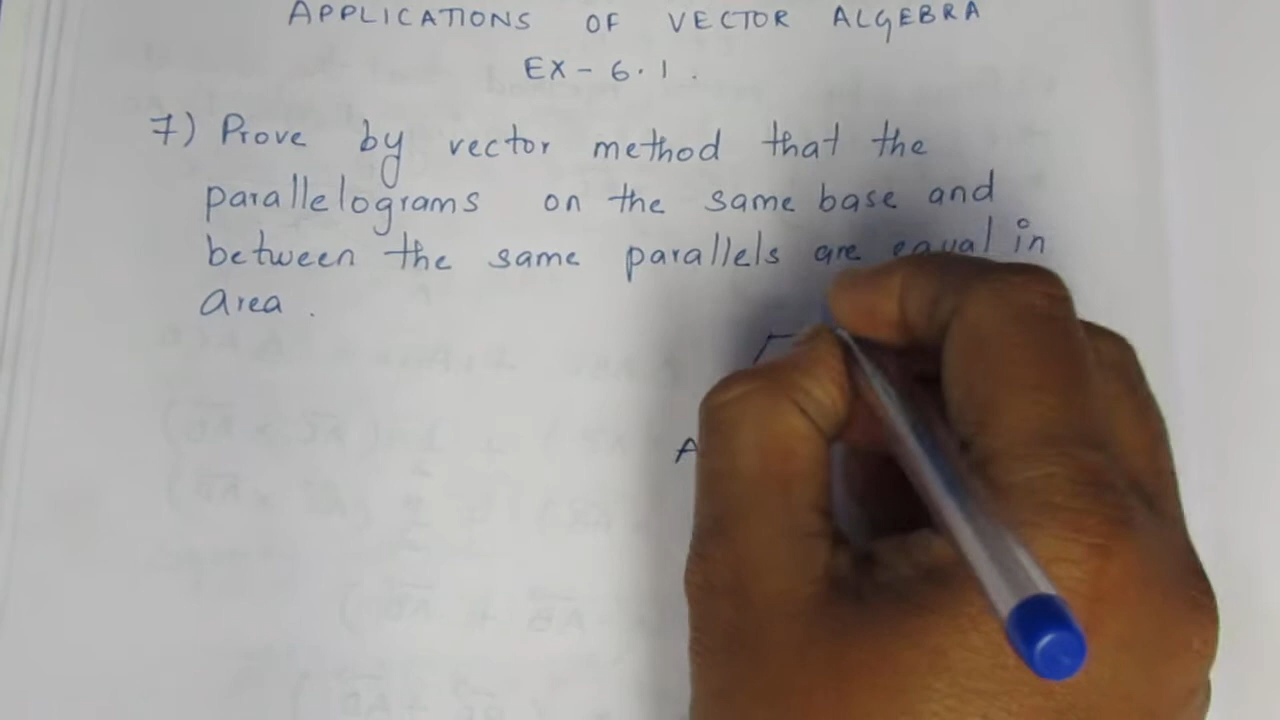 APPLICATIONS OF VECTOR ALGEBRA
EX - 6.1.
7) Prove by vector method that the
parallelograms on the same base and
between the same parallels are equal in
area.
A